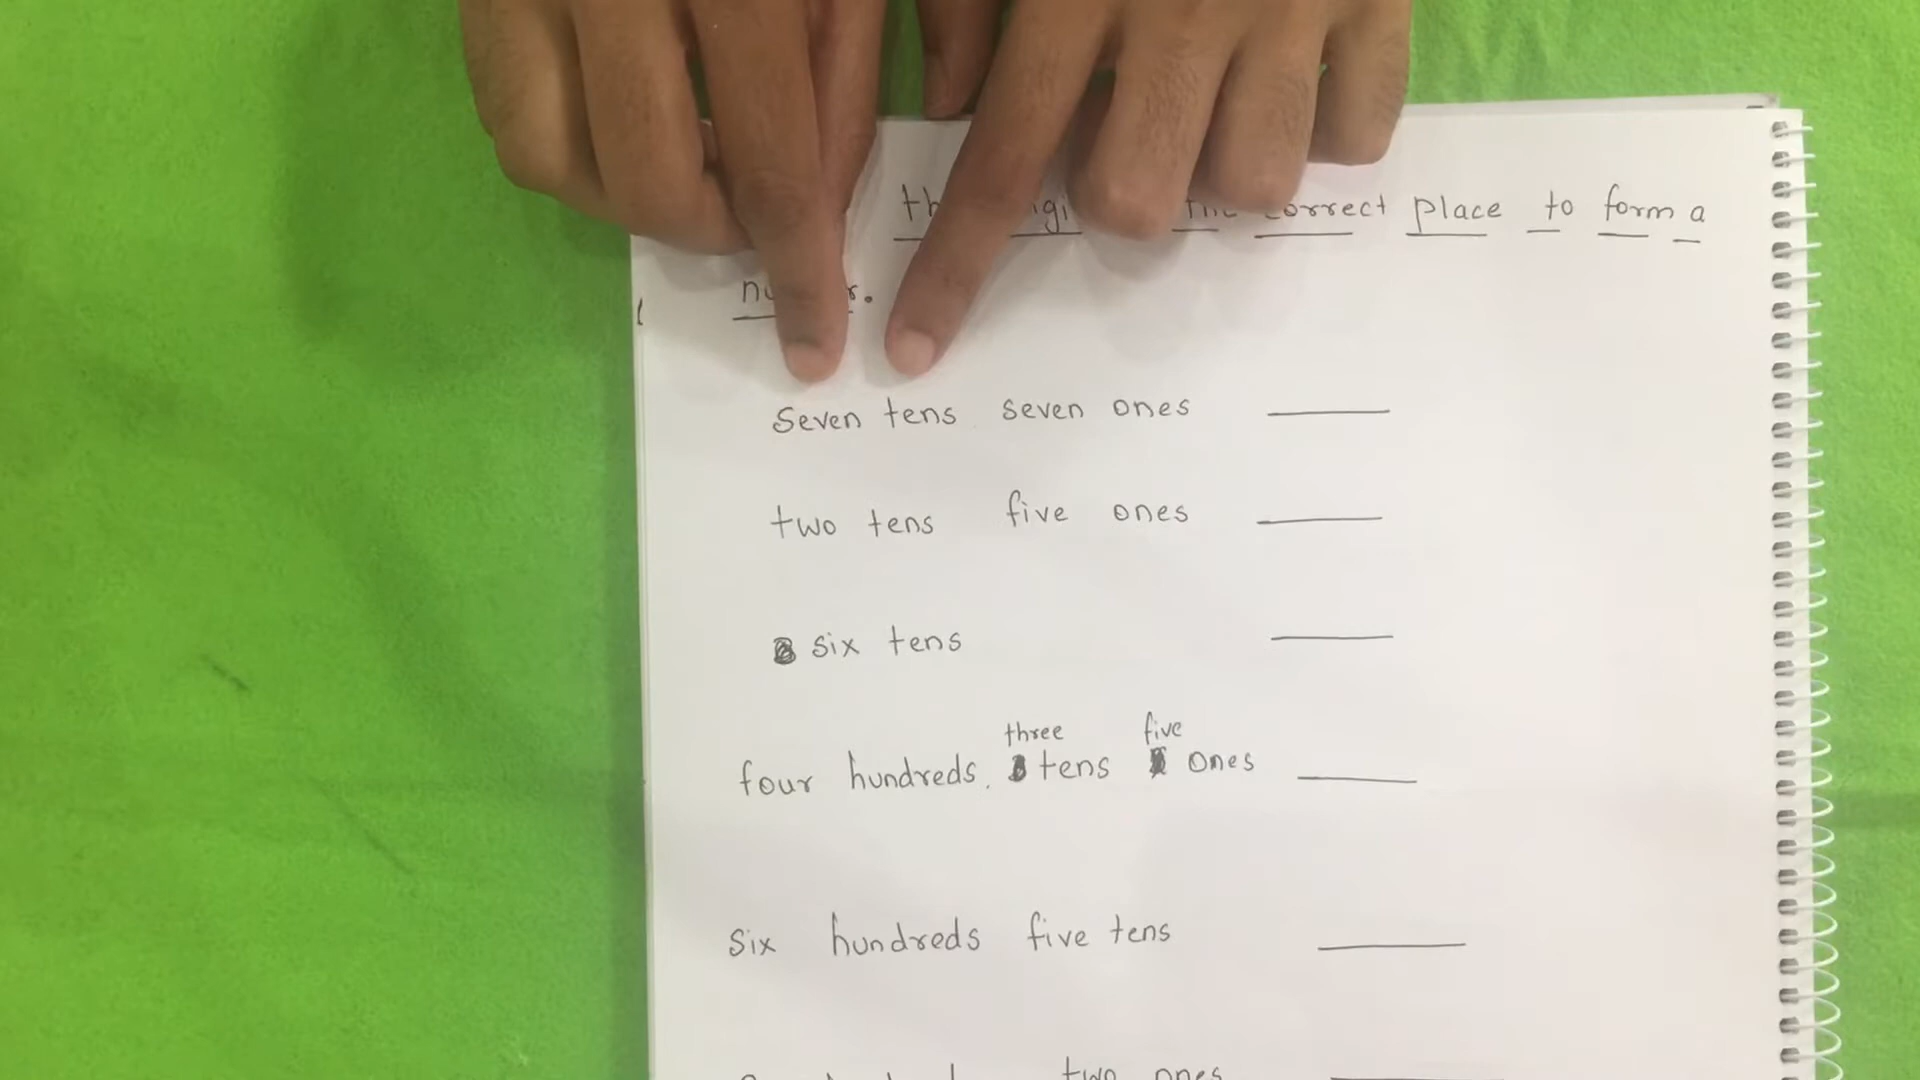 correct place to form a
seven tens seven ones
two tens five ones
six tens
three five
four hundreds. tens ones
six hundreds five tens
two ones